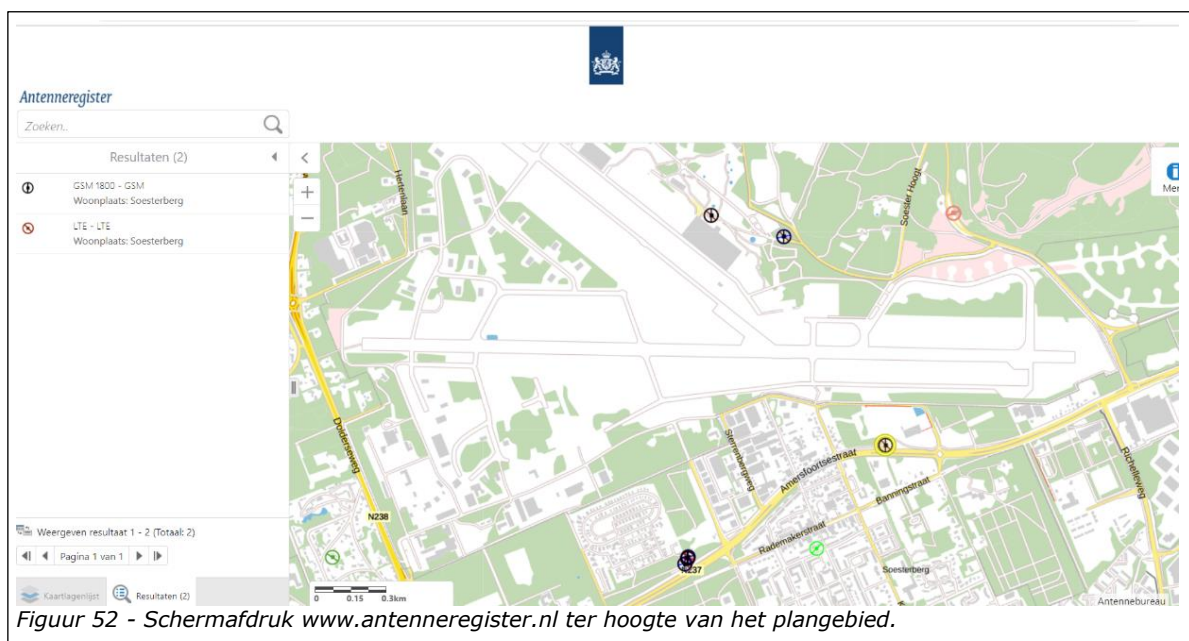 Antenneregister
Zoeken..
Resultaten (2)
GSM 1800 - GSM
Woonplaats: Soesterberg
LTE - LTE
Woonplaats: Soesterberg
Weergeven resultaat 1 - 2 (Totaal: 2)
Pagina 1 van 1
Kaartlagenlijst
Resultaten (2)
Hertenlaan
Soester Hoogt
Men
Dolderseweg
N238
Sterrenbergweg
Amersfoortsestraat
Banningstraat
Rademakerstraat
Richelleweg
N237
Soesterberg
0 0.15 0.3km
Antennebureau
Figuur 52 - Schermafdruk www.antenneregister.nl ter hoogte van het plangebied.